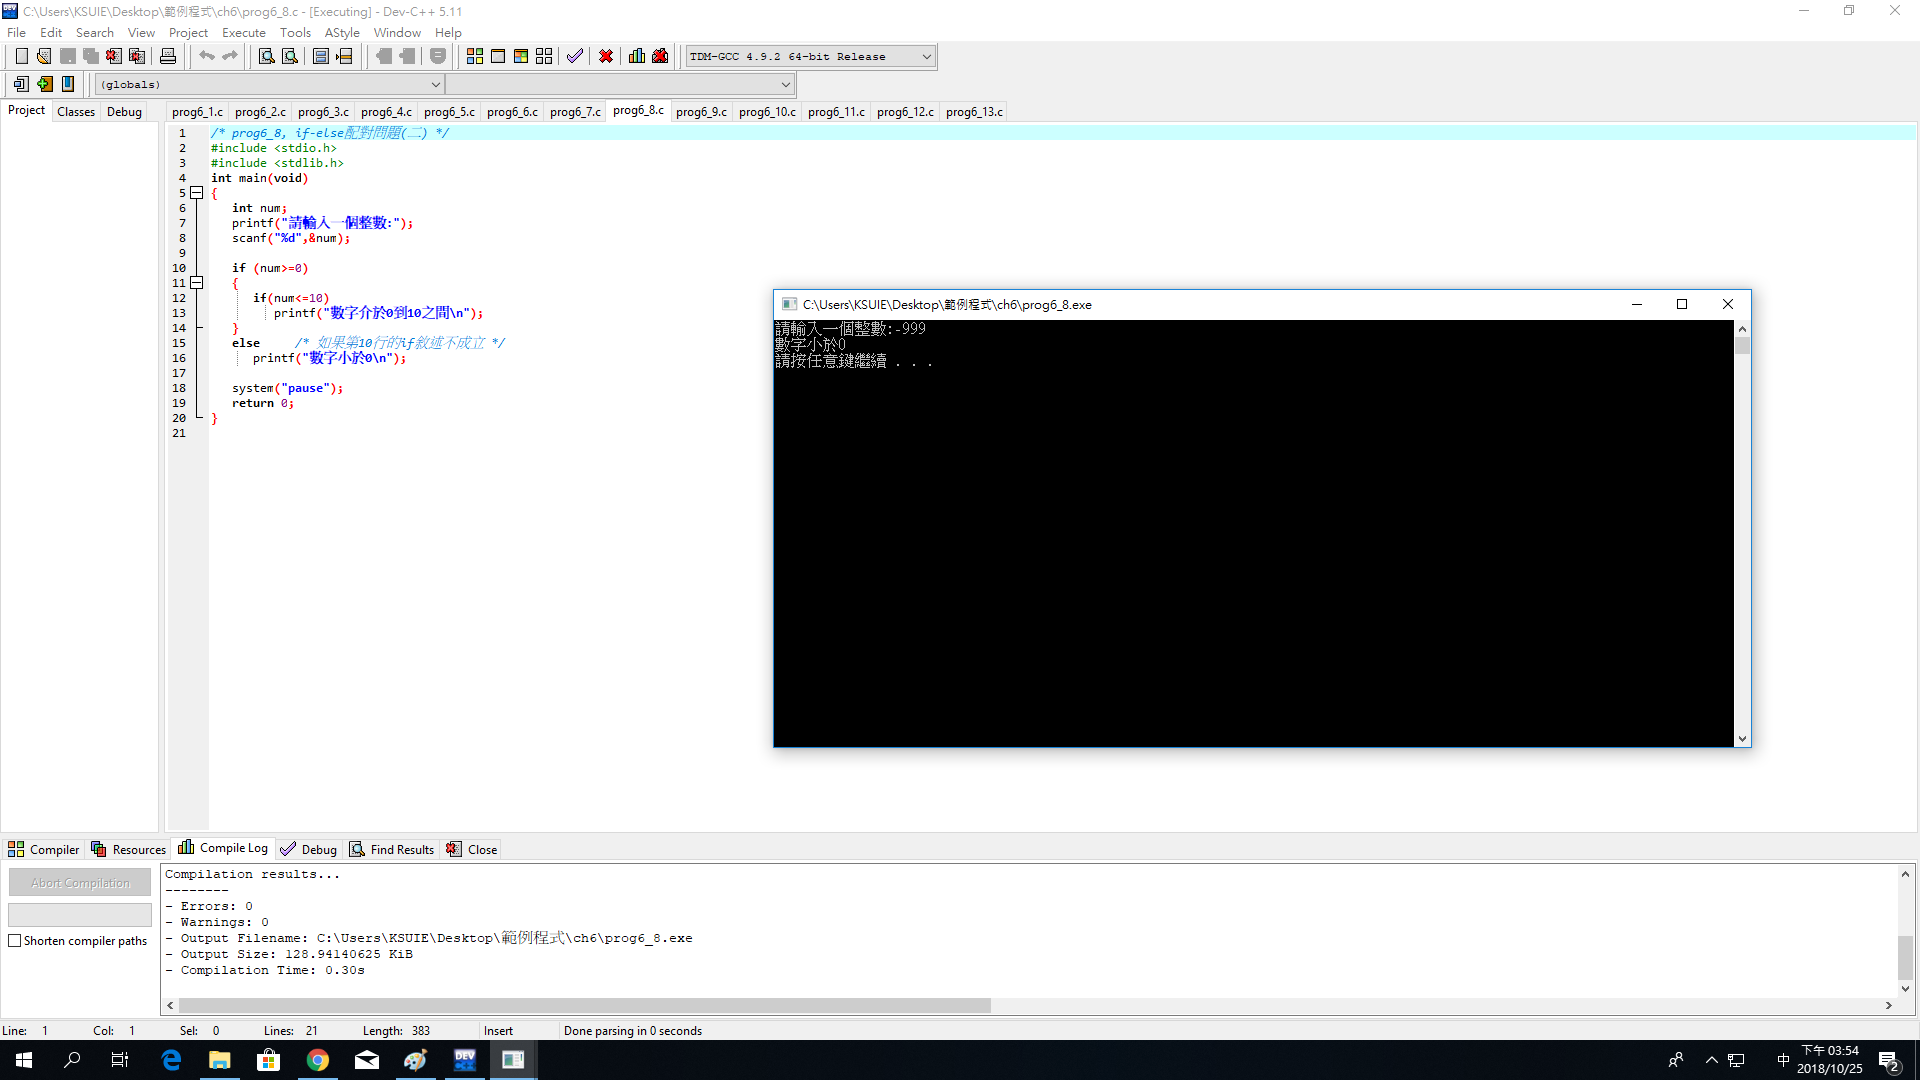 C:\Users\KSUIE\Desktop\範例程式\ch6\prog6_8.c - [Executing] - Dev-C++ 5.11
File Edit Search View Project Execute Tools AStyle Window Help
TDM-GCC 4.9.2 64-bit Release
(globals)
Project Classes Debug
prog6_1.c prog6_2.c prog6_3.c prog6_4.c prog6_5.c prog6_6.c prog6_7.c prog6_8.c prog6_9.c prog6_10.c prog6_11.c prog6_12.c prog6_13.c
1 /* prog6_8, if-else配對問題(二) */
2 #include <stdio.h>
3 #include <stdlib.h>
4 int main(void)
5 {
6 int num;
7 printf("請輸入一個整數:");
8 scanf("%d",&num);
9
10 if (num>=0)
11 {
12 if(num<=10)
13 printf("數字介於0到10之間\n");
14 }
15 else /* 如果第10行的if敘述不成立 */
16 printf("數字小於0\n");
17
18 system("pause");
19 return 0;
20 }
21
C:\Users\KSUIE\Desktop\範例程式\ch6\prog6_8.exe
請輸入一個整數:-999
數字小於0
請按任意鍵繼續 . . .
Compiler Resources Compile Log Debug Find Results Close
Abort Compilation
Shorten compiler paths
Compilation results...
--------
- Errors: 0
- Warnings: 0
- Output Filename: C:\Users\KSUIE\Desktop\範例程式\ch6\prog6_8.exe
- Output Size: 128.94140625 KiB
- Compilation Time: 0.30s
Line: 1 Col: 1 Sel: 0 Lines: 21 Length: 383 Insert Done parsing in 0 seconds
DEV C++
中
下午 03:54
2018/10/25
2